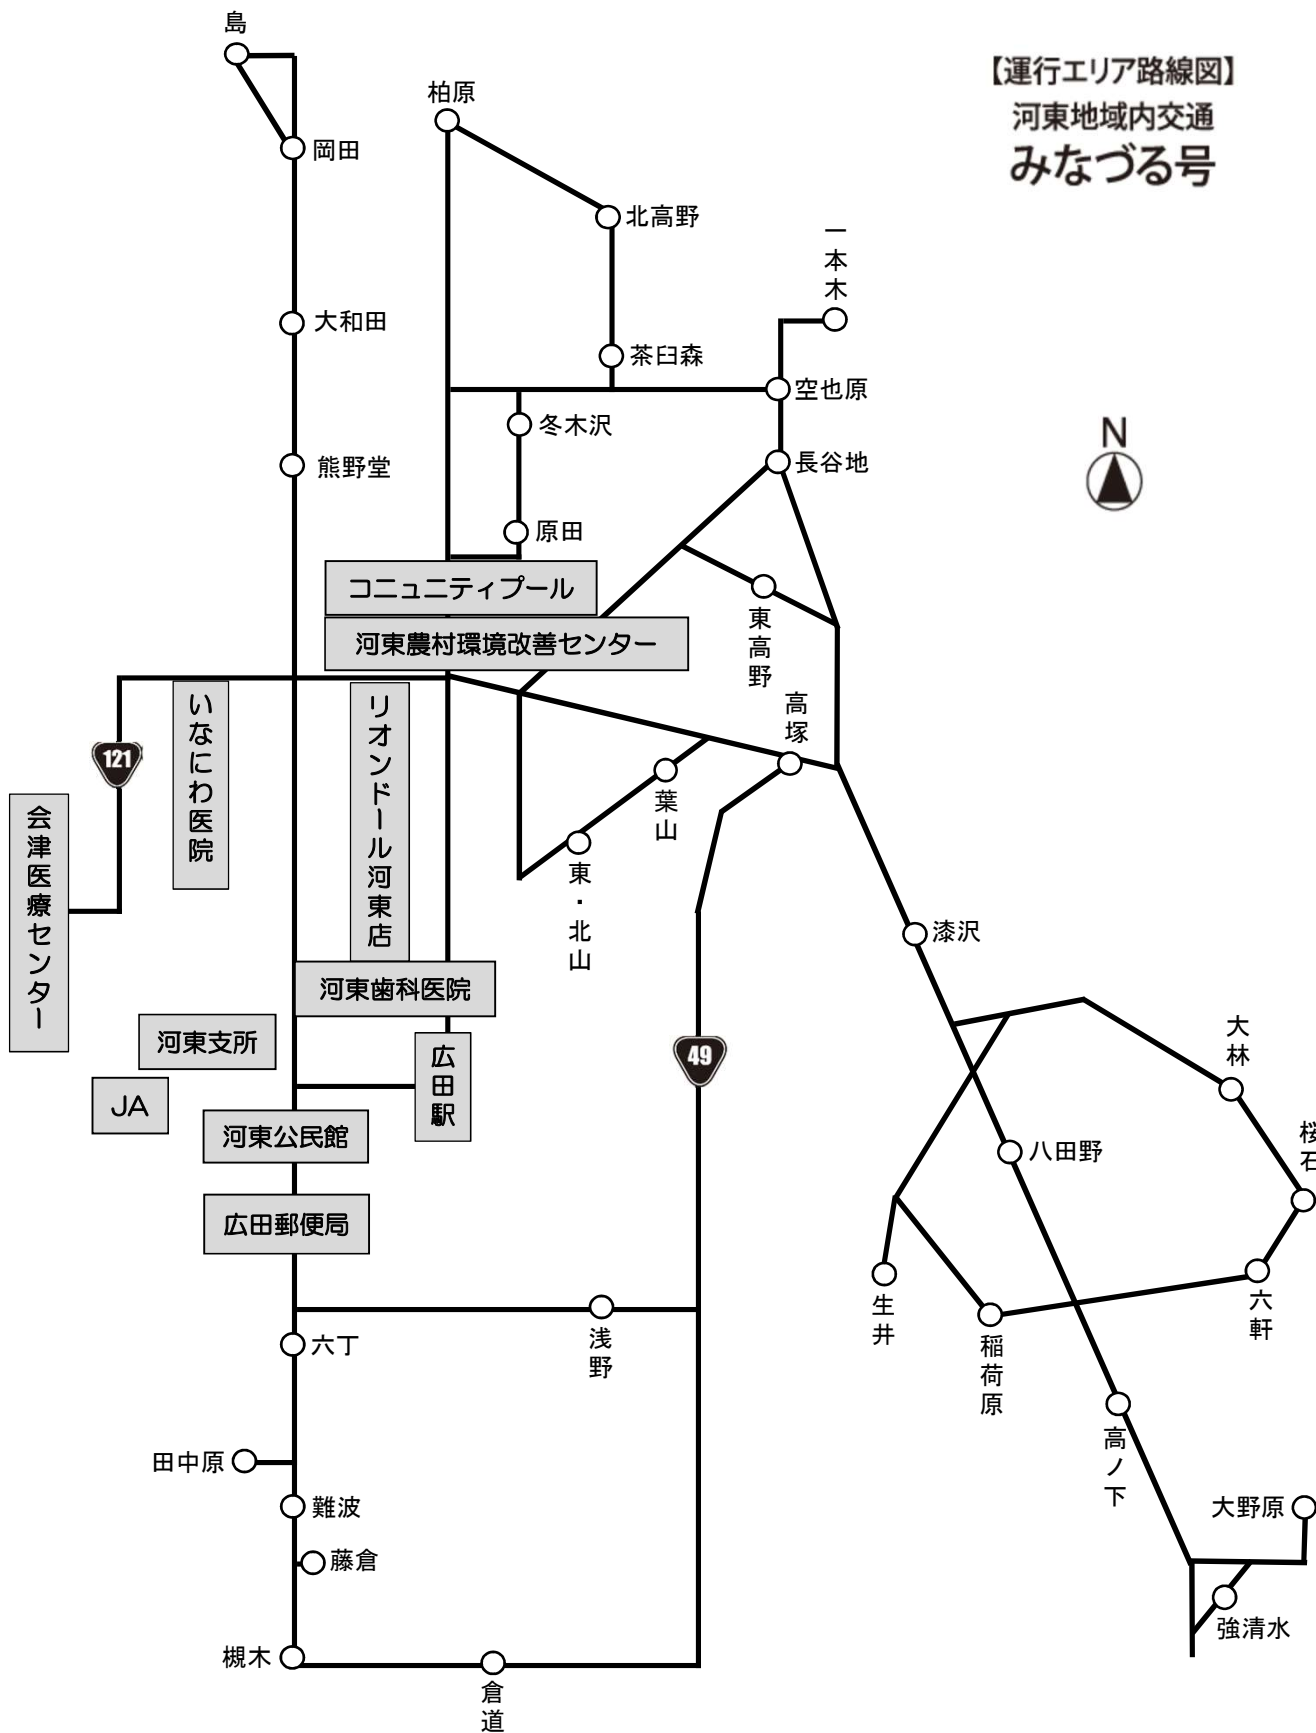 島
柏原
【運行エリア路線図】
河東地域内交通
みなづる号
岡田
北高野
一本木
大和田
茶臼森
空也原
冬木沢
N
長谷地
熊野堂
原田
コニュニティプール
東高野
河東農村環境改善センター
いなにわ医院
リオンドール河東店
高塚
121
葉山
会津医療センター
東・北山
漆沢
河東歯科医院
河東支所
広田駅
49
大林
JA
河東公民館
八田野
桜石
広田郵便局
生井
六軒
浅野
六丁
稲荷原
高ノ下
田中原
難波
大野原
藤倉
強清水
槻木
倉道